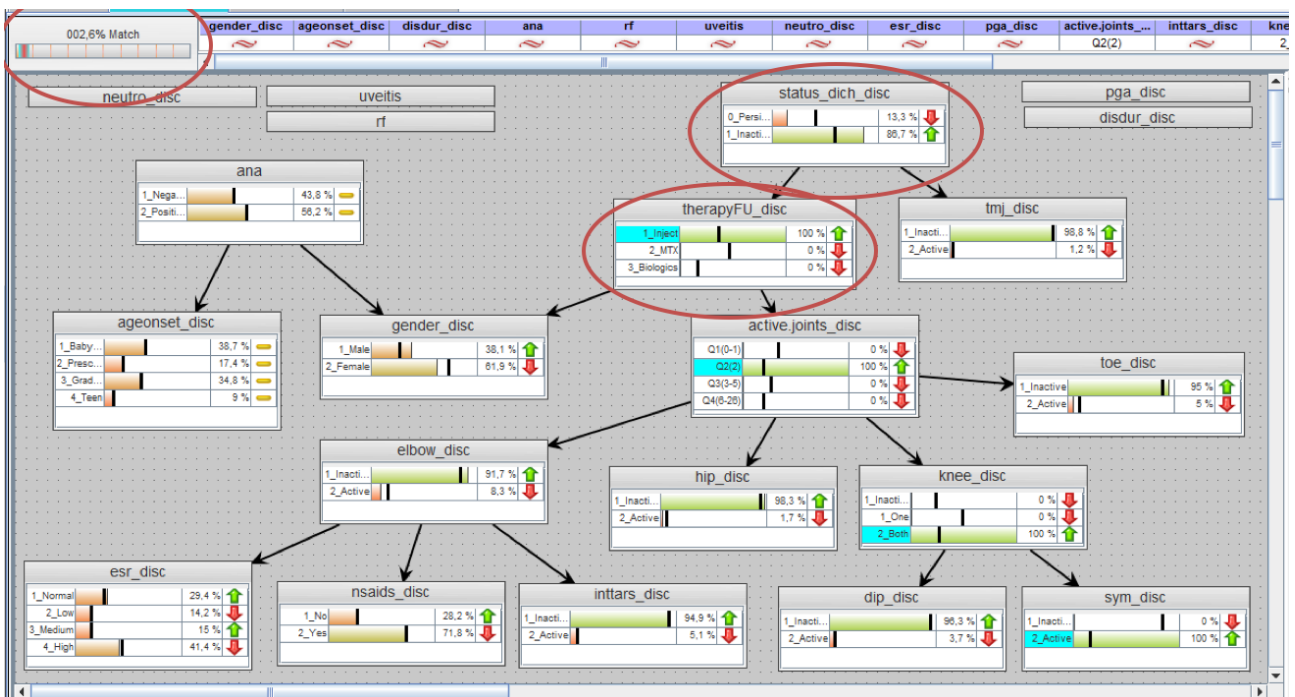 002,6% Match
gender_disc ageonset_disc disdur_disc ana rf uveitis neutro_disc esr_disc pga_disc active.joints_... inttars_disc kne
Q2(2) 2_
neutro_disc
uveitis
rf
status_dich_disc
0_Persi... 13,3 %
1_Inacti... 86,7 %
pga_disc
disdur_disc
ana
1_Nega... 43,8 %
2_Positi... 56,2 %
therapyFU_disc
1_Inject 100 %
2_MTX 0 %
3_Biologics 0 %
tmj_disc
1_Inacti... 98,8 %
2_Active 1,2 %
ageonset_disc
1_Baby... 38,7 %
2_Presc... 17,4 %
3_Grad... 34,8 %
4_Teen 9 %
gender_disc
1_Male 38,1 %
2_Female 61,9 %
active.joints_disc
Q1(0-1) 0 %
Q2(2) 100 %
Q3(3-5) 0 %
Q4(6-26) 0 %
toe_disc
1_Inactive 95 %
2_Active 5 %
elbow_disc
1_Inacti... 91,7 %
2_Active 8,3 %
hip_disc
1_Inacti... 98,3 %
2_Active 1,7 %
knee_disc
1_Inacti... 0 %
1_One 0 %
2_Both 100 %
esr_disc
1_Normal 29,4 %
2_Low 14,2 %
3_Medium 15 %
4_High 41,4 %
nsaids_disc
1_No 28,2 %
2_Yes 71,8 %
inttars_disc
1_Inacti... 94,9 %
2_Active 5,1 %
dip_disc
1_Inacti... 96,3 %
2_Active 3,7 %
sym_disc
1_Inacti... 0 %
2_Active 100 %